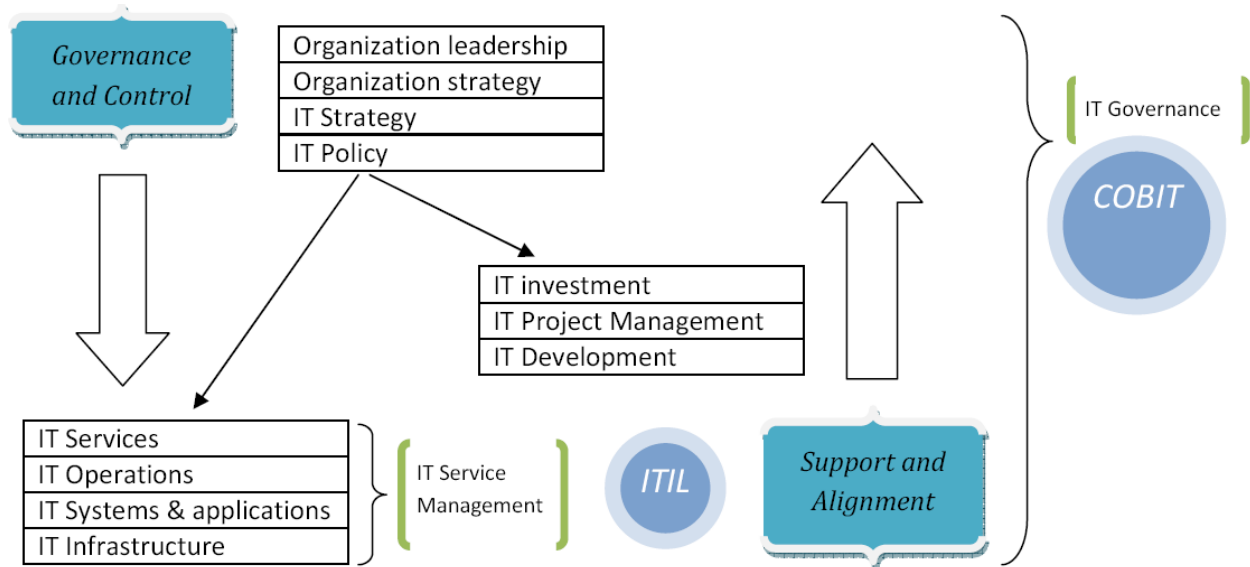 Governance
and Control
Organization leadership
Organization strategy
IT Strategy
IT Policy
IT Governance
COBIT
IT investment
IT Project Management
IT Development
IT Services
IT Operations
IT Systems & applications
IT Infrastructure
IT Service
Management
ITIL
Support and
Alignment